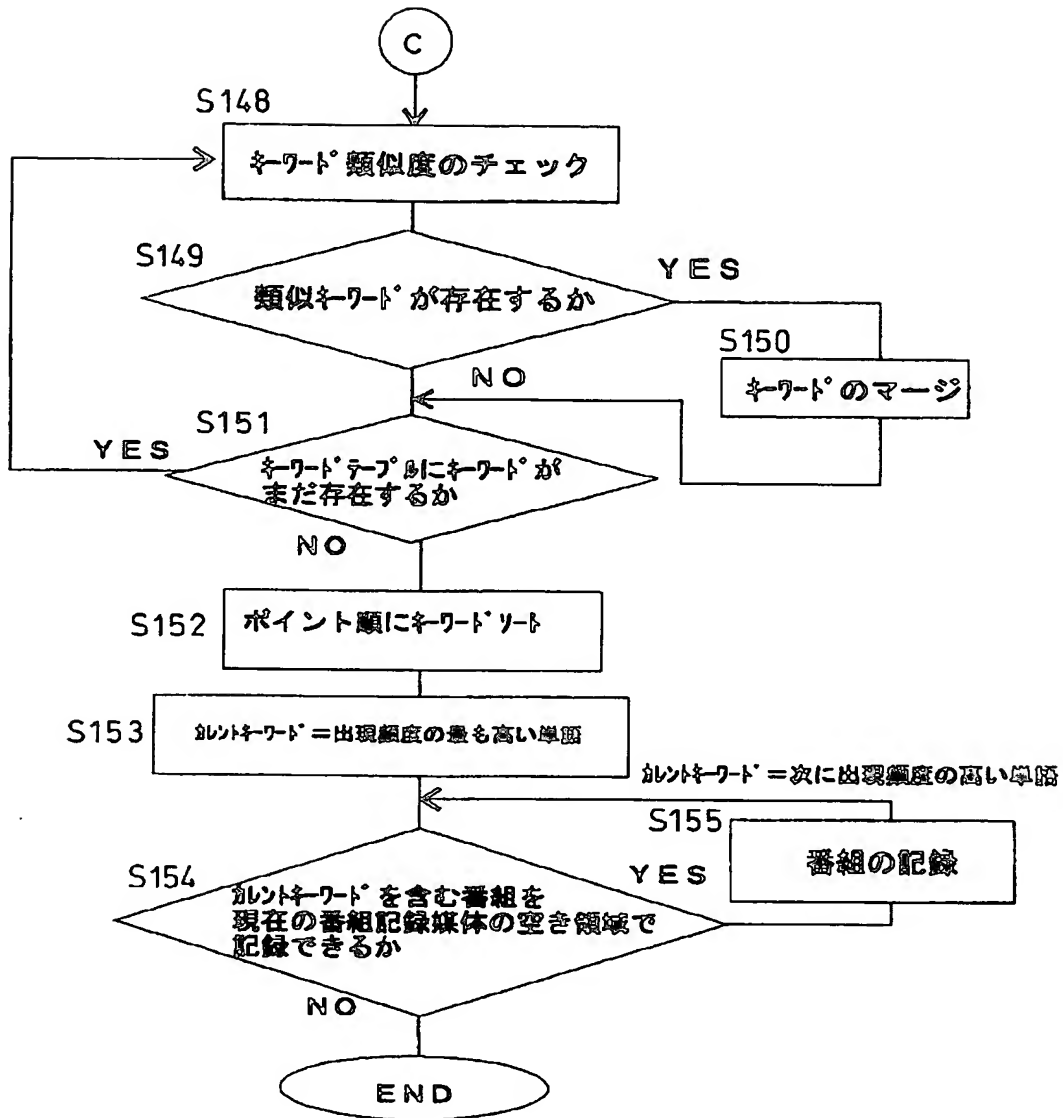 C
S148
ｷｰﾜｰﾄﾞ類似度のチェック
S149
類似ｷｰﾜｰﾄﾞが存在するか
YES
S150
ｷｰﾜｰﾄﾞのマージ
NO
S151
YES
ｷｰﾜｰﾄﾞﾃｰﾌﾞﾙにｷｰﾜｰﾄﾞが
まだ存在するか
NO
S152
ポイント順にｷｰﾜｰﾄﾞｿｰﾄ
S153
ｶﾚﾝﾄｷｰﾜｰﾄﾞ＝出現頻度の最も高い単語
ｶﾚﾝﾄｷｰﾜｰﾄﾞ＝次に出現頻度の高い単語
S155
番組の記録
S154
YES
ｶﾚﾝﾄｷｰﾜｰﾄﾞを含む番組を
現在の番組記録媒体の空き領域で
記録できるか
NO
END